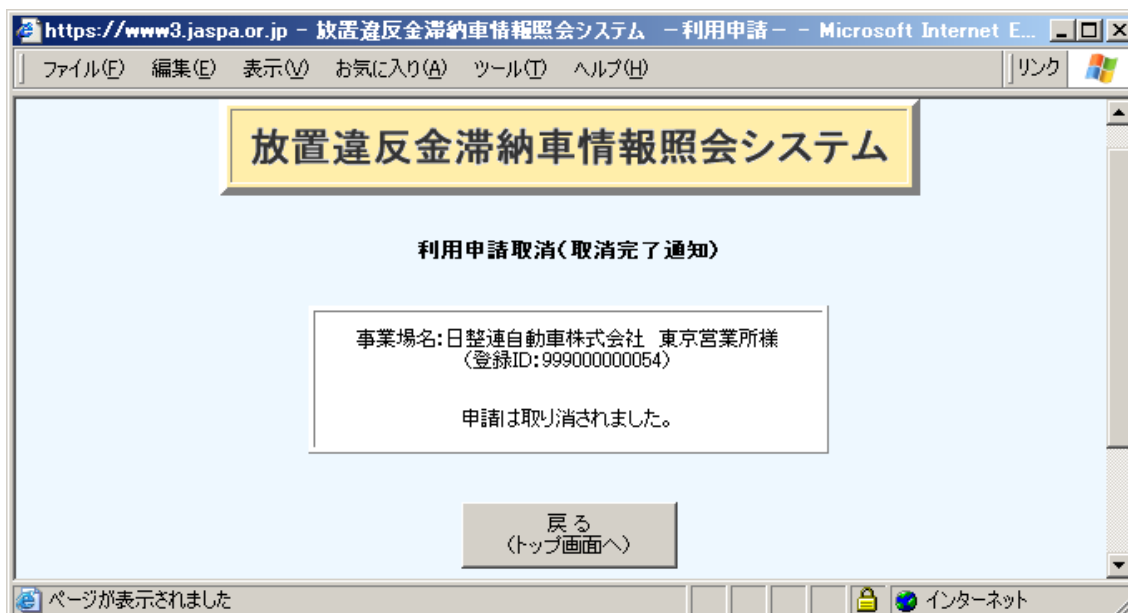 https://www3.jaspa.or.jp - 放置違反金滞納車情報照会システム －利用申請－ - Microsoft Internet E...
ファイル(F) 編集(E) 表示(V) お気に入り(A) ツール(T) ヘルプ(H) リンク
放置違反金滞納車情報照会システム
利用申請取消(取消完了通知)
事業場名:日整連自動車株式会社　東京営業所様
(登録ID:999000000054)
申請は取り消されました。
戻る
(トップ画面へ)
ページが表示されました インターネット